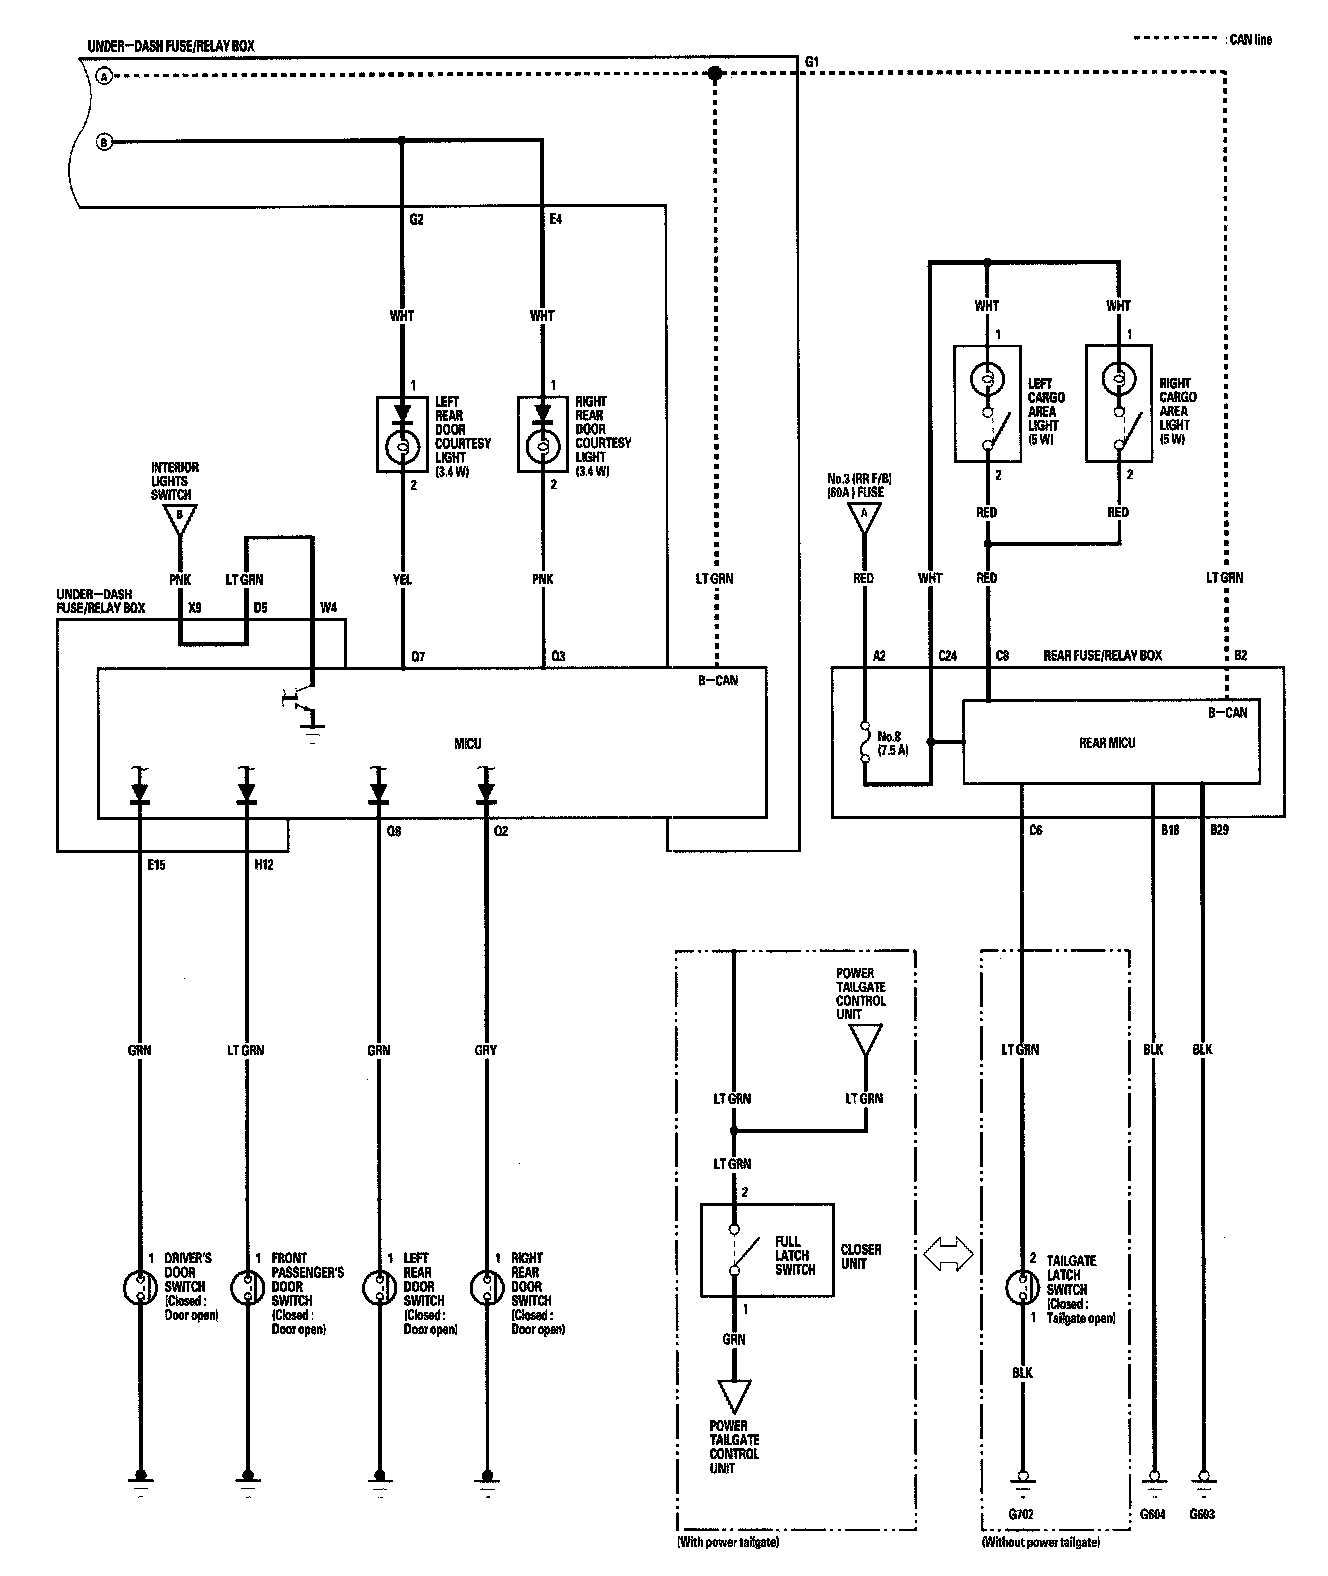 UNDER-DASH FUSE/RELAY BOX
: CAN line
A
G1
B
G2
E4
WHT
WHT
WHT
WHT
1
1
1
1
LEFT
REAR
DOOR
COURTESY
LIGHT
(3.4 W)
RIGHT
REAR
DOOR
COURTESY
LIGHT
(3.4 W)
LEFT
CARGO
AREA
LIGHT
(5 W)
RIGHT
CARGO
AREA
LIGHT
(5 W)
2
2
2
2
INTERIOR
LIGHTS
SWITCH
B
No.3 (RR F/B)
(60A) FUSE
A
RED
RED
PNK
LT GRN
YEL
PNK
LT GRN
RED
WHT
RED
LT GRN
UNDER-DASH
FUSE/RELAY BOX
X9
D5
W4
Q7
Q3
A2
C24
C8
REAR FUSE/RELAY BOX
B2
B-CAN
B-CAN
MICU
No.8
(7.5 A)
REAR MICU
Q8
Q2
C6
B18
B29
E15
H12
GRN
LT GRN
GRN
GRY
LT GRN
BLK
BLK
POWER
TAILGATE
CONTROL
UNIT
LT GRN
LT GRN
LT GRN
2
FULL
LATCH
SWITCH
CLOSER
UNIT
1
GRN
POWER
TAILGATE
CONTROL
UNIT
1
DRIVER'S
DOOR
SWITCH
(Closed :
Door open)
1
FRONT
PASSENGER'S
DOOR
SWITCH
(Closed :
Door open)
1
LEFT
REAR
DOOR
SWITCH
(Closed :
Door open)
1
RIGHT
REAR
DOOR
SWITCH
(Closed :
Door open)
2
TAILGATE
LATCH
SWITCH
(Closed :
Tailgate open)
1
BLK
G702
G604
G603
(With power tailgate)
(Without power tailgate)